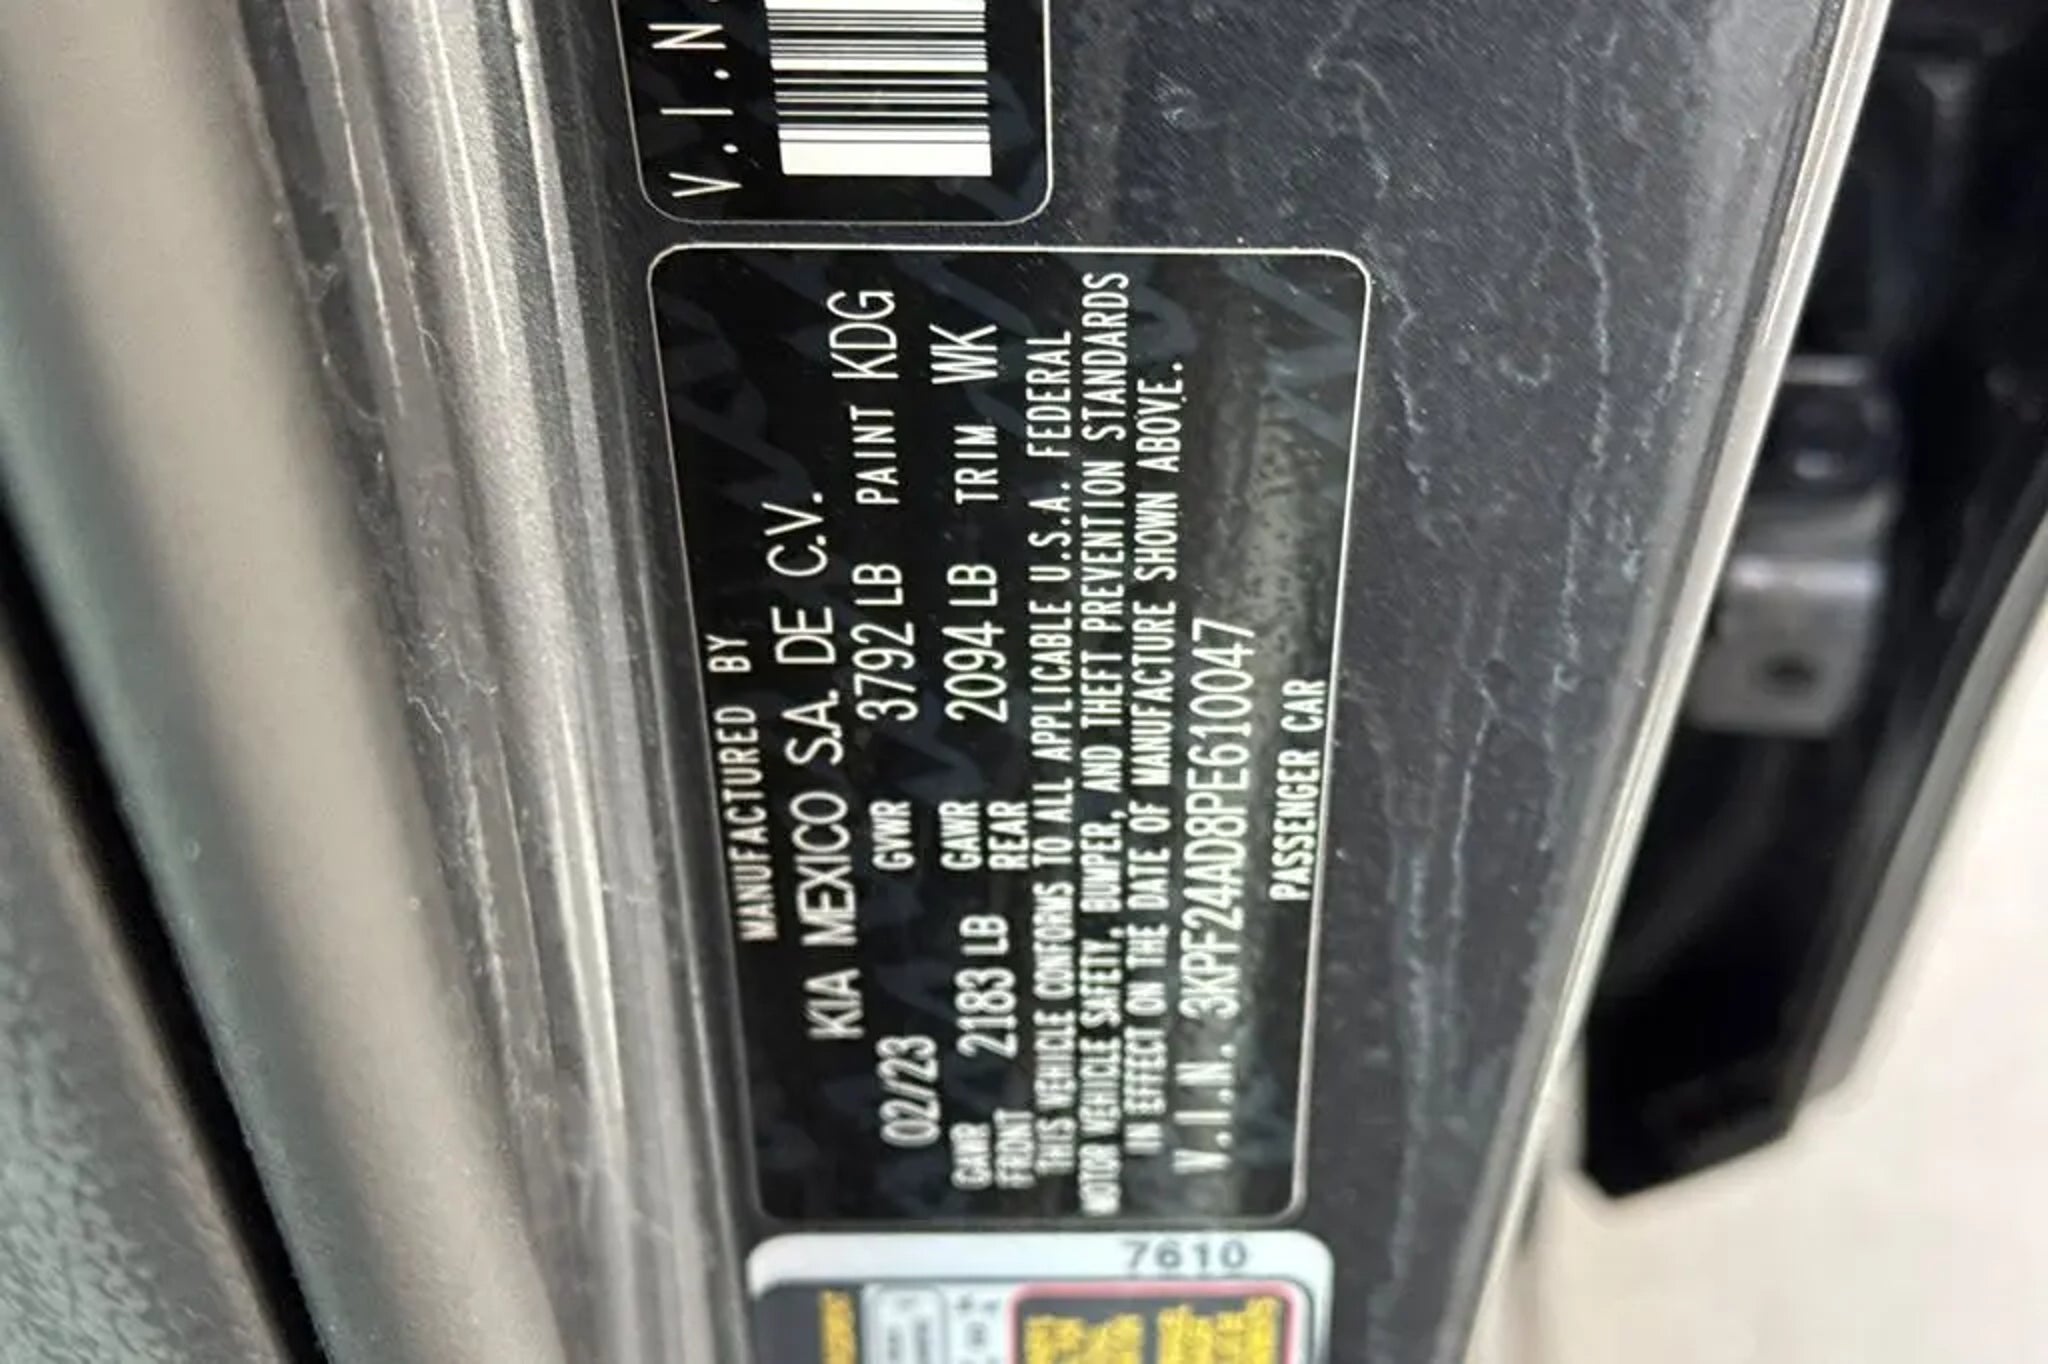 V.I.N.
MANUFACTURED BY
KIA MEXICO S.A. DE C.V.
02/23 GVWR 3792 LB PAINT KDG
GAWR FRONT 2183 LB GAWR REAR 2094 LB TRIM WK
THIS VEHICLE CONFORMS TO ALL APPLICABLE U.S.A. FEDERAL
MOTOR VEHICLE SAFETY, BUMPER, AND THEFT PREVENTION STANDARDS
IN EFFECT ON THE DATE OF MANUFACTURE SHOWN ABOVE.
V.I.N. 3KPF24AD8PE610047
PASSENGER CAR
7610